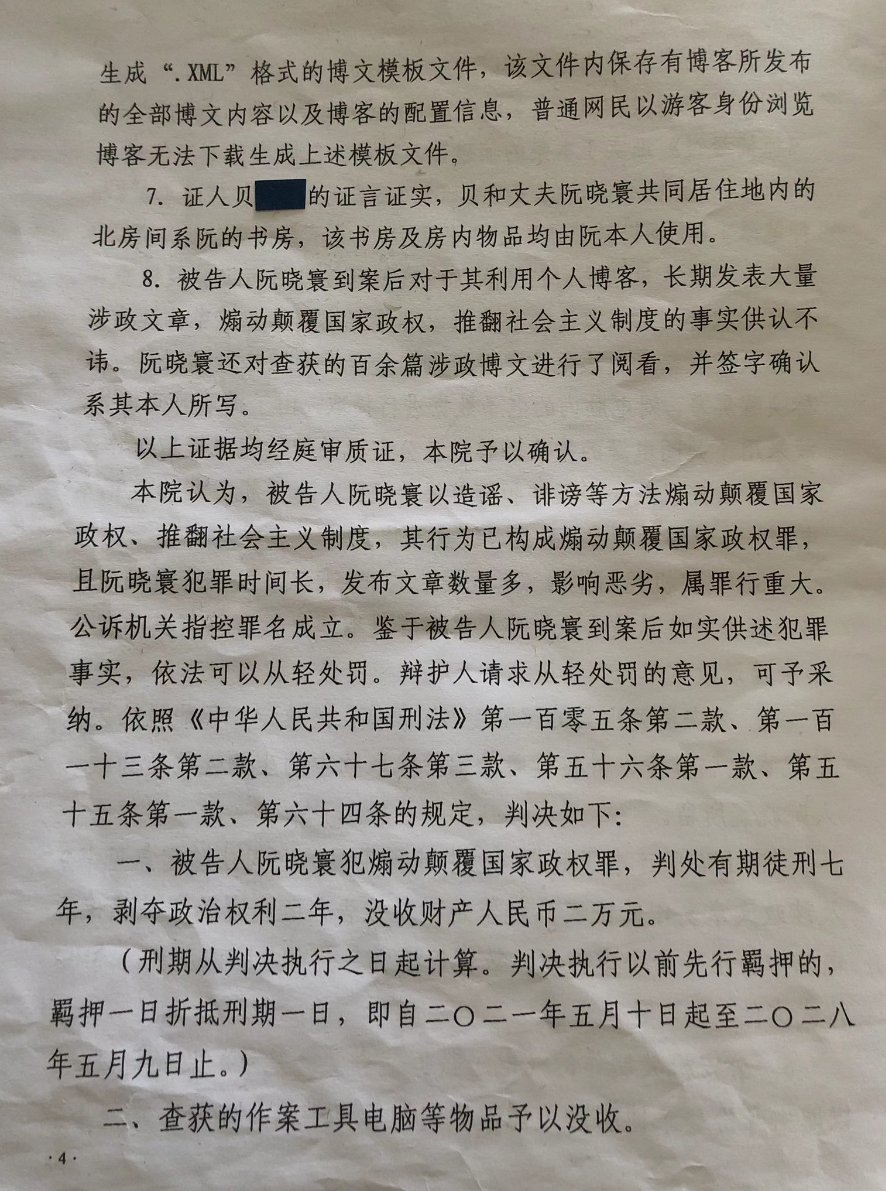 生成“.XML”格式的博文模板文件，该文件内保存有博客所发布
的全部博文内容以及博客的配置信息，普通网民以游客身份浏览
博客无法下载生成上述模板文件。
7. 证人贝的证言证实，贝和丈夫阮晓寰共同居住地内的
北房间系阮的书房，该书房及房内物品均由阮本人使用。
8. 被告人阮晓寰到案后对于其利用个人博客，长期发表大量
涉政文章，煽动颠覆国家政权，推翻社会主义制度的事实供认不
讳。阮晓寰还对查获的百余篇涉政博文进行了阅看，并签字确认
系其本人所写。
以上证据均经庭审质证，本院予以确认。
本院认为，被告人阮晓寰以造谣、诽谤等方法煽动颠覆国家
政权、推翻社会主义制度，其行为已构成煽动颠覆国家政权罪，
且阮晓寰犯罪时间长，发布文章数量多，影响恶劣，属罪行重大。
公诉机关指控罪名成立。鉴于被告人阮晓寰到案后如实供述犯罪
事实，依法可以从轻处罚。辩护人请求从轻处罚的意见，可予采
纳。依照《中华人民共和国刑法》第一百零五条第二款、第一百
一十三条第二款、第六十七条第三款、第五十六条第一款、第五
十五条第一款、第六十四条的规定，判决如下：
一、被告人阮晓寰犯煽动颠覆国家政权罪，判处有期徒刑七
年，剥夺政治权利二年，没收财产人民币二万元。
（刑期从判决执行之日起计算。判决执行以前先行羁押的，
羁押一日折抵刑期一日，即自二〇二一年五月十日起至二〇二八
年五月九日止。）
二、查获的作案工具电脑等物品予以没收。
·4·